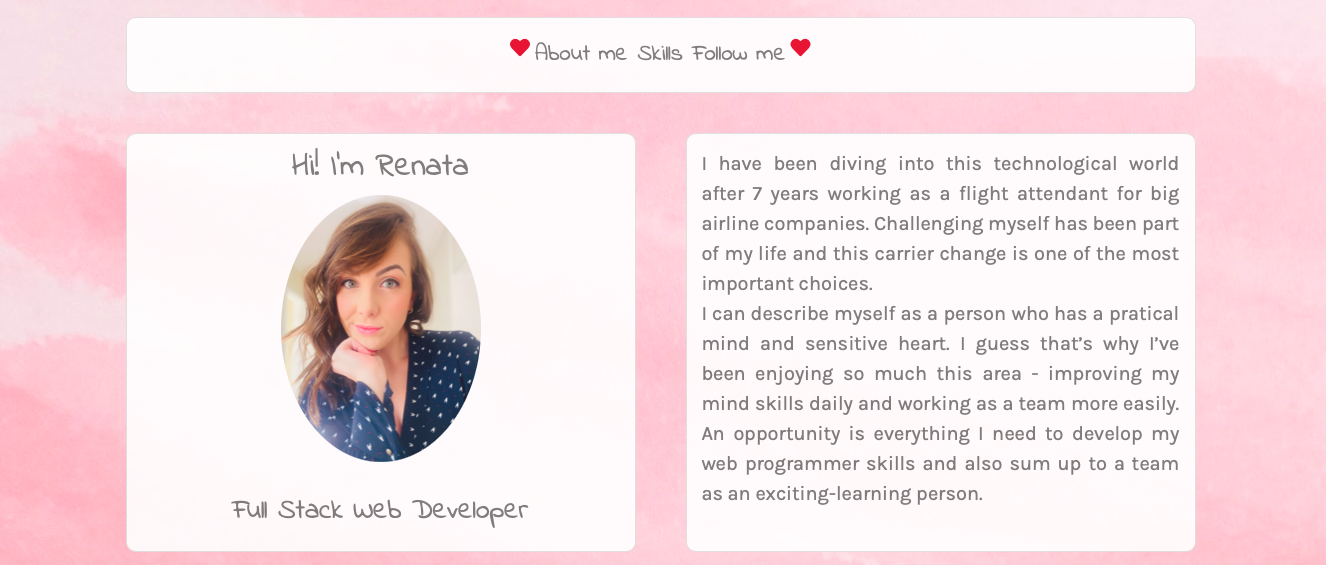 About me Skills Follow me
Hi! I'm Renata
Full Stack Web Developer
I have been diving into this technological world
after 7 years working as a flight attendant for big
airline companies. Challenging myself has been part
of my life and this carrier change is one of the most
important choices.
I can describe myself as a person who has a pratical
mind and sensitive heart. I guess that’s why I’ve
been enjoying so much this area - improving my
mind skills daily and working as a team more easily.
An opportunity is everything I need to develop my
web programmer skills and also sum up to a team
as an exciting-learning person.